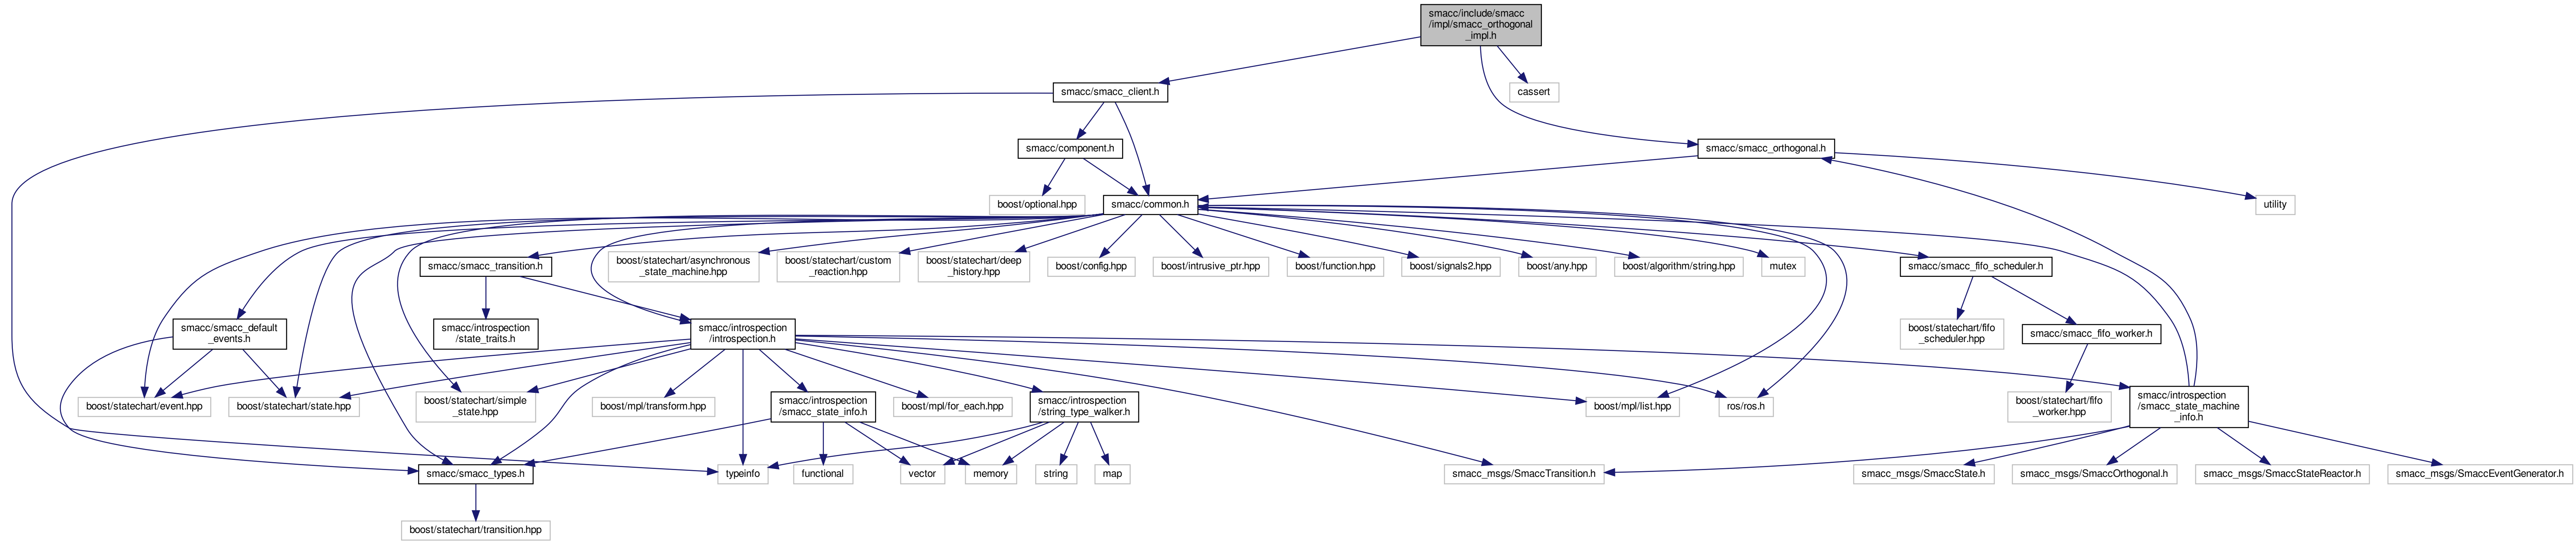 smacc/include/smacc
/impl/smacc_orthogonal
_impl.h
smacc/smacc_client.h
cassert
smacc/component.h
smacc/smacc_orthogonal.h
boost/optional.hpp
smacc/common.h
utility
smacc/smacc_transition.h
boost/statechart/asynchronous
_state_machine.hpp
boost/statechart/custom
_reaction.hpp
boost/statechart/deep
_history.hpp
boost/config.hpp
boost/intrusive_ptr.hpp
boost/function.hpp
boost/signals2.hpp
boost/any.hpp
boost/algorithm/string.hpp
mutex
smacc/smacc_fifo_scheduler.h
smacc/smacc_default
_events.h
smacc/introspection
/state_traits.h
smacc/introspection
/introspection.h
boost/statechart/fifo
_scheduler.hpp
smacc/smacc_fifo_worker.h
boost/statechart/event.hpp
boost/statechart/state.hpp
boost/statechart/simple
_state.hpp
boost/mpl/transform.hpp
smacc/introspection
/smacc_state_info.h
boost/mpl/for_each.hpp
smacc/introspection
/string_type_walker.h
boost/mpl/list.hpp
ros/ros.h
boost/statechart/fifo
_worker.hpp
smacc/introspection
/smacc_state_machine
_info.h
smacc/smacc_types.h
typeinfo
functional
vector
memory
string
map
smacc_msgs/SmaccTransition.h
smacc_msgs/SmaccState.h
smacc_msgs/SmaccOrthogonal.h
smacc_msgs/SmaccStateReactor.h
smacc_msgs/SmaccEventGenerator.h
boost/statechart/transition.hpp